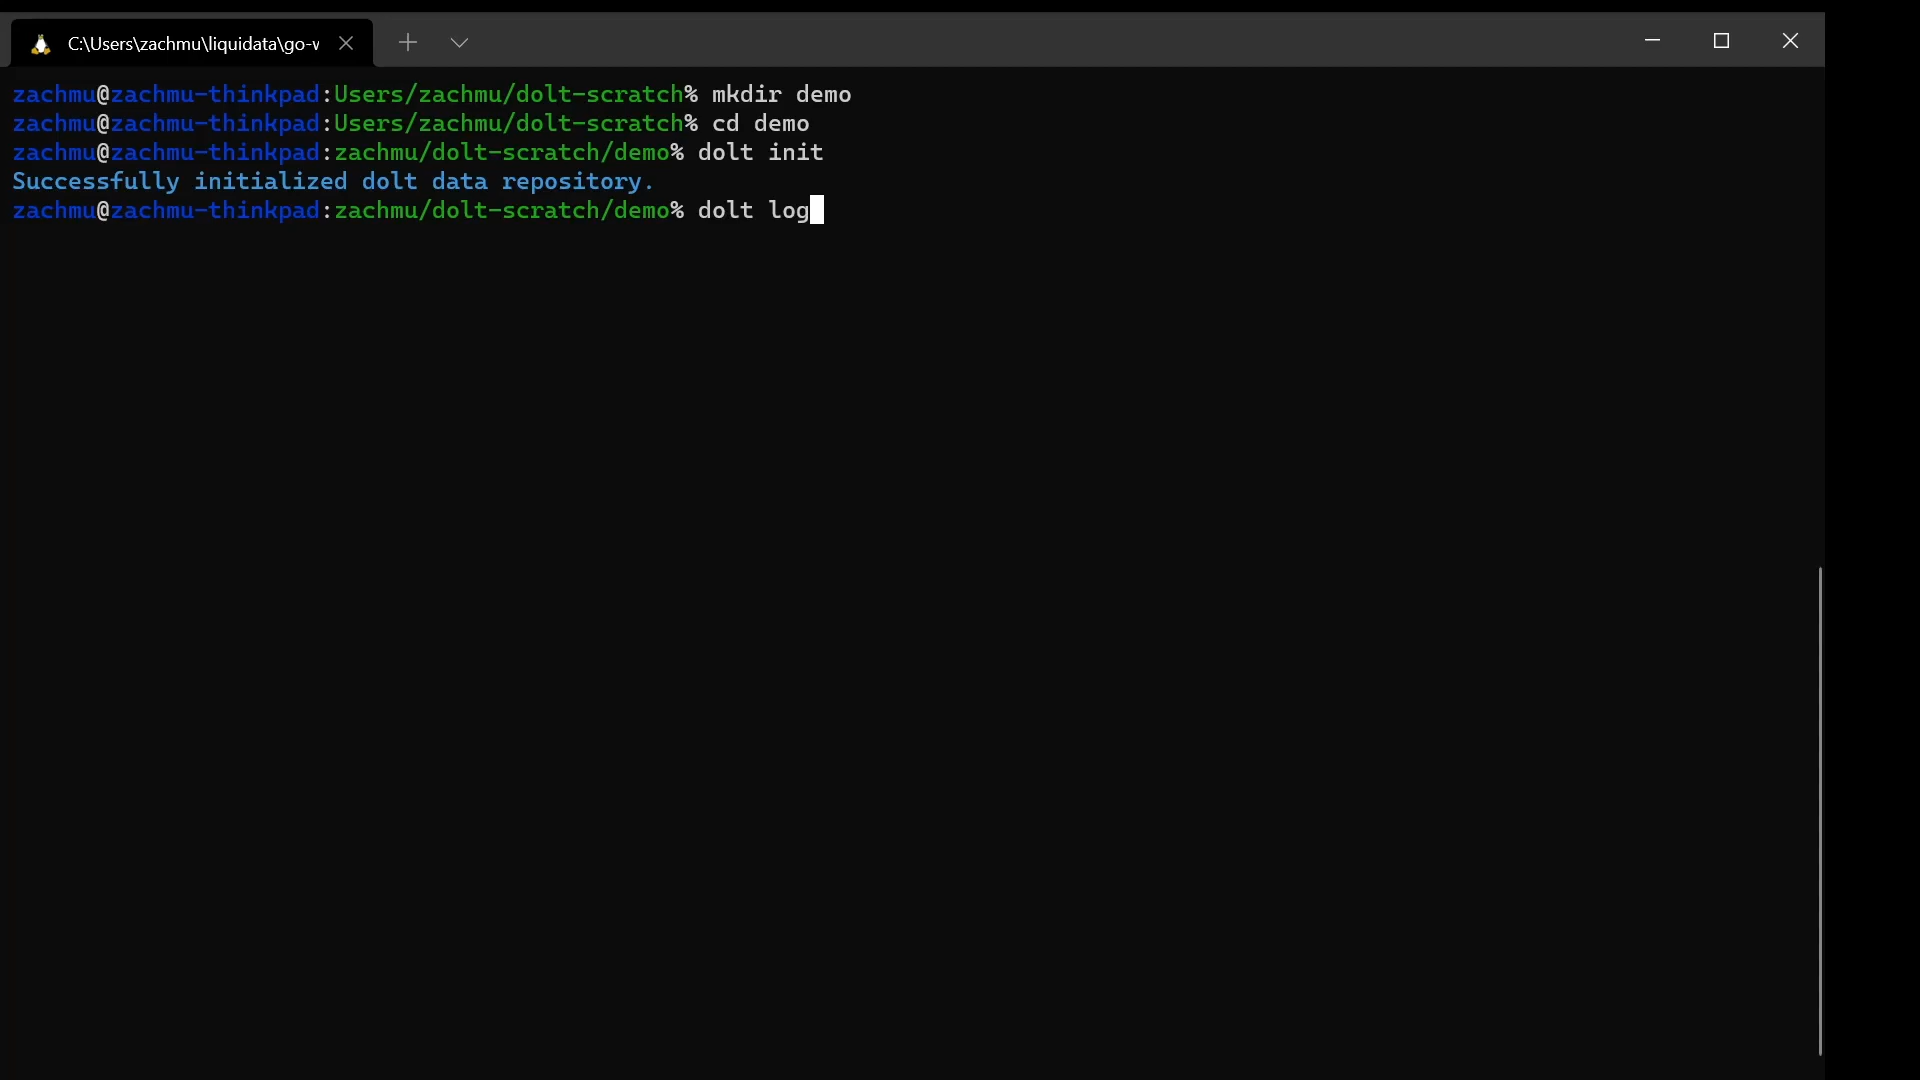 C:\Users\zachmu\liquidata\go-v
zachmu@zachmu-thinkpad:Users/zachmu/dolt-scratch% mkdir demo
zachmu@zachmu-thinkpad:Users/zachmu/dolt-scratch% cd demo
zachmu@zachmu-thinkpad:zachmu/dolt-scratch/demo% dolt init
Successfully initialized dolt data repository.
zachmu@zachmu-thinkpad:zachmu/dolt-scratch/demo% dolt log